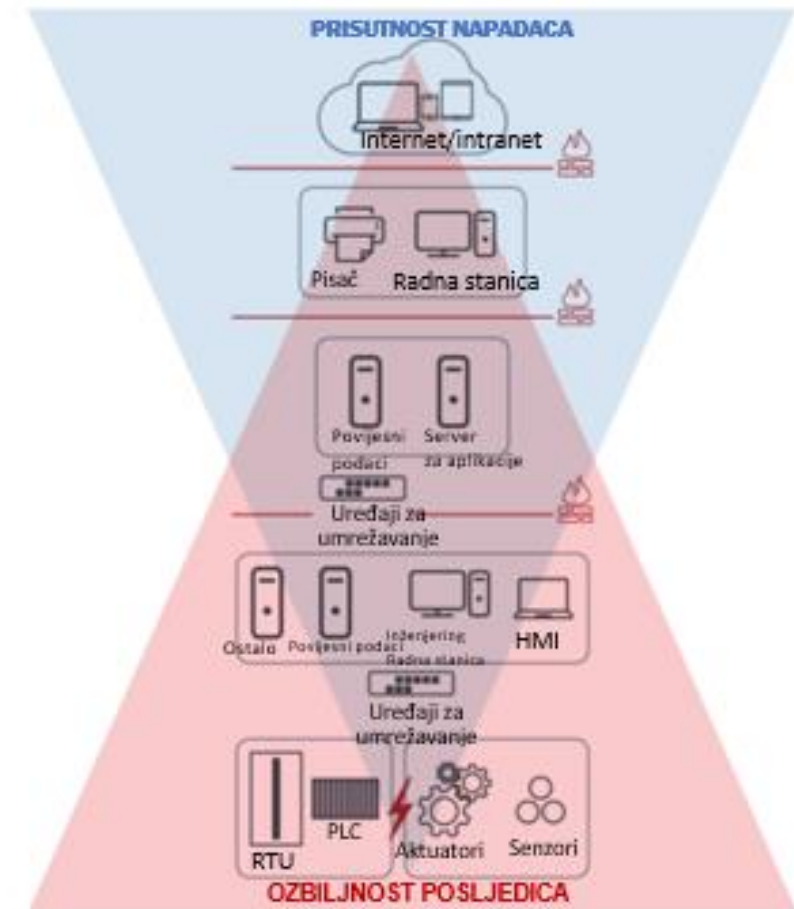 PRISUTNOST NAPADACA
Internet/intranet
Pisač
Radna stanica
Povijesni
podaci
Server
za aplikacije
Uređaji za
umrežavanje
Ostalo
Povijesni podaci
Inženjering
Radna stanica
HMI
Uređaji za
umrežavanje
RTU
PLC
Aktuatori
Senzori
OZBILJNOST POSLJEDICA